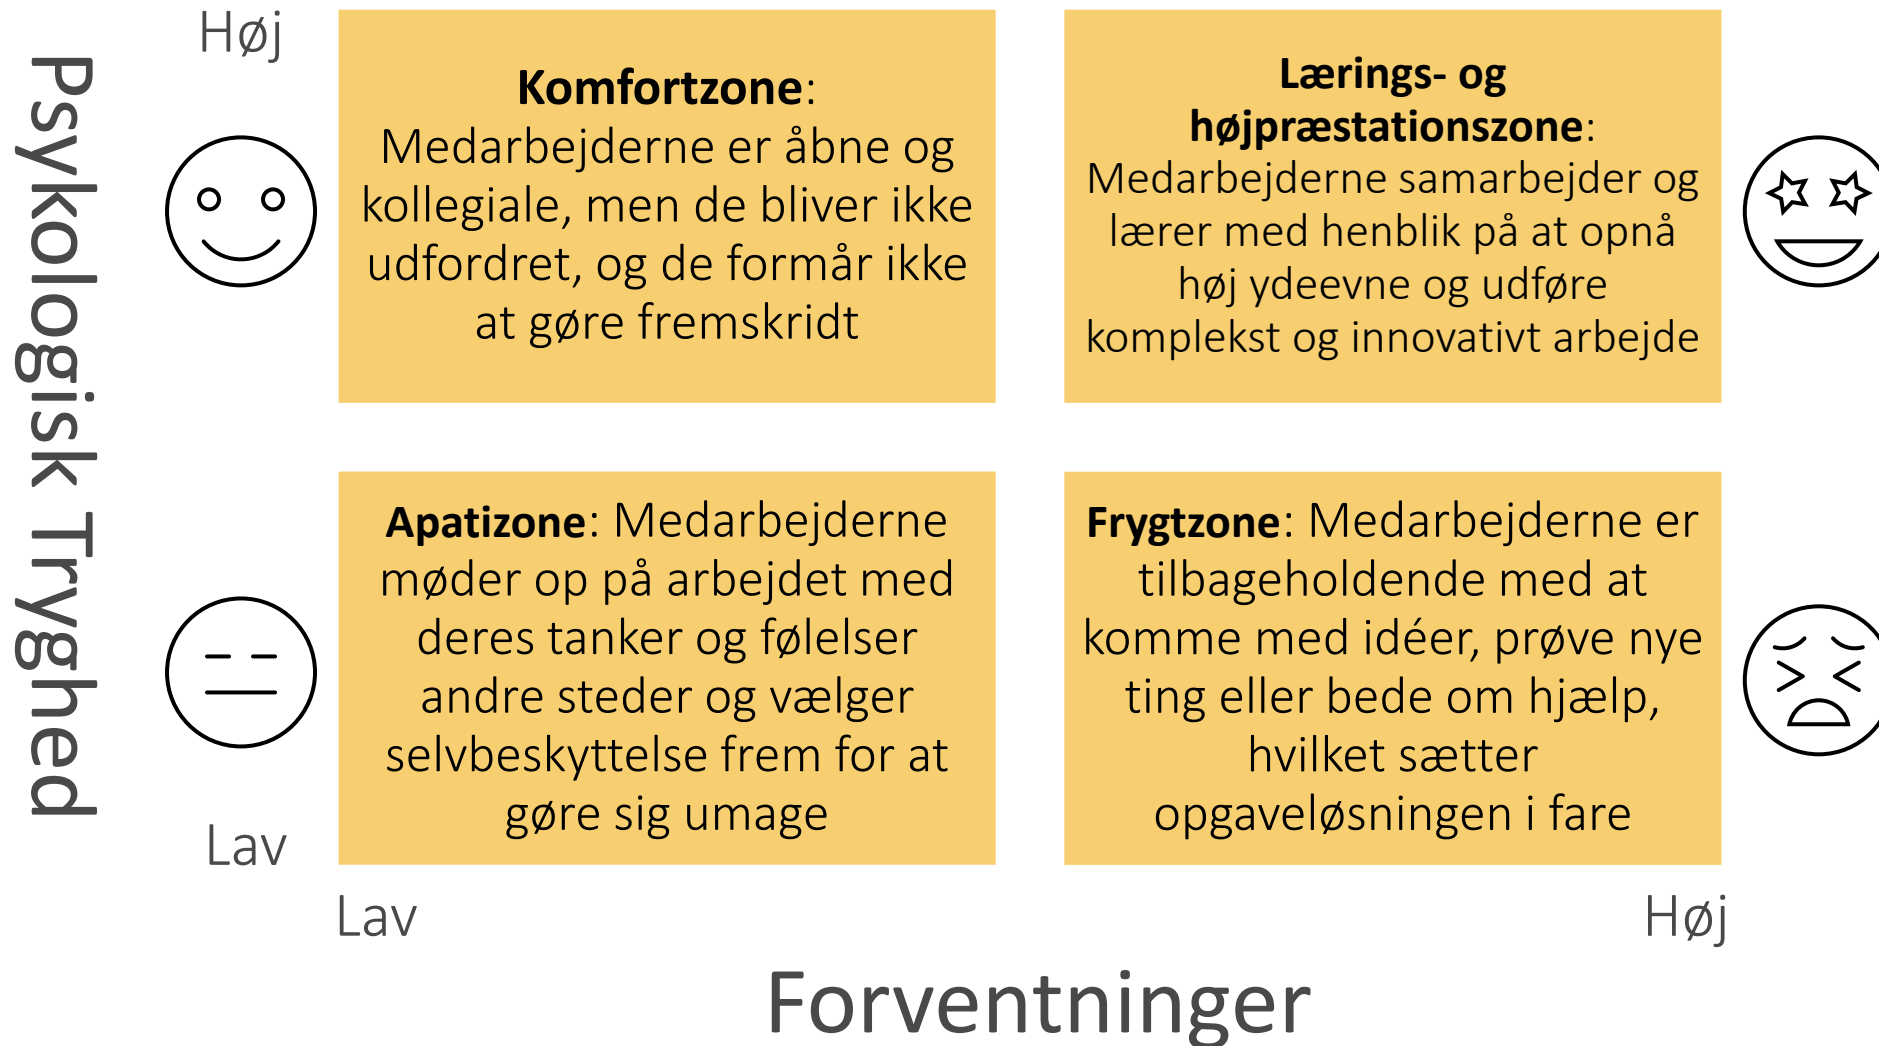 Psykologisk Tryghed
Høj
Komfortzone:
Medarbejderne er åbne og
kollegiale, men de bliver ikke
udfordret, og de formår ikke
at gøre fremskridt
Lærings- og
højpræstationszone:
Medarbejderne samarbejder og
lærer med henblik på at opnå
høj ydeevne og udføre
komplekst og innovativt arbejde
Apatizone: Medarbejderne
møder op på arbejdet med
deres tanker og følelser
andre steder og vælger
selvbeskyttelse frem for at
gøre sig umage
Frygtzone: Medarbejderne er
tilbageholdende med at
komme med idéer, prøve nye
ting eller bede om hjælp,
hvilket sætter
opgaveløsningen i fare
Lav
Lav
Høj
Forventninger